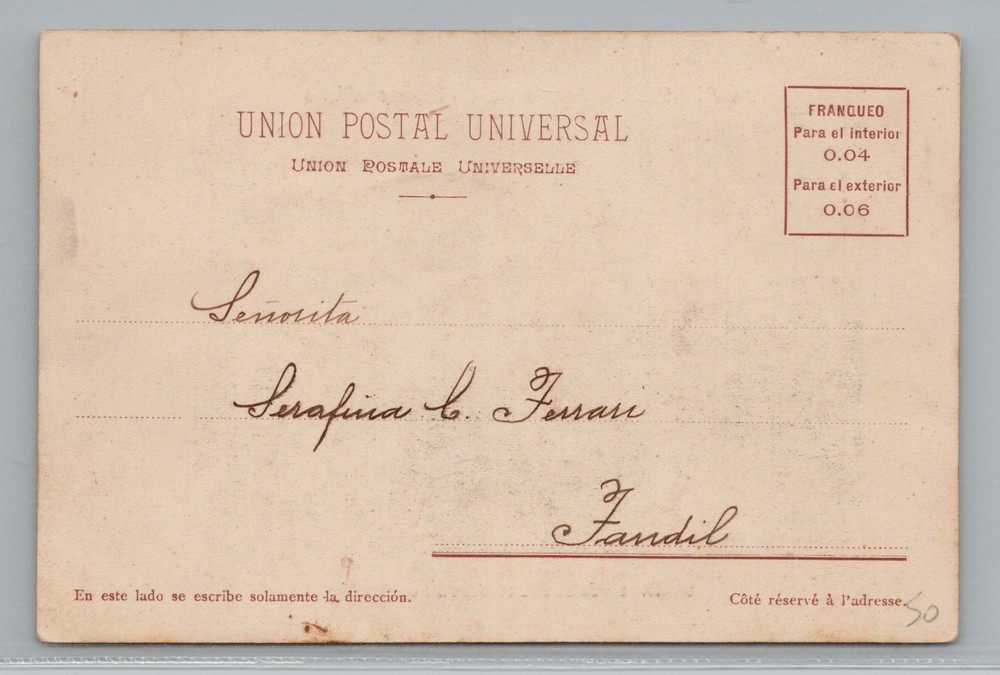 UNION POSTAL UNIVERSAL
UNION POSTALE UNIVERSELLE
FRANQUEO
Para el interior
0.04
Para el exterior
0.06
Señorita
Serafina C. Ferrari
Tandil
En este lado se escribe solamente la dirección.
Côté réservé à l'adresse.
50